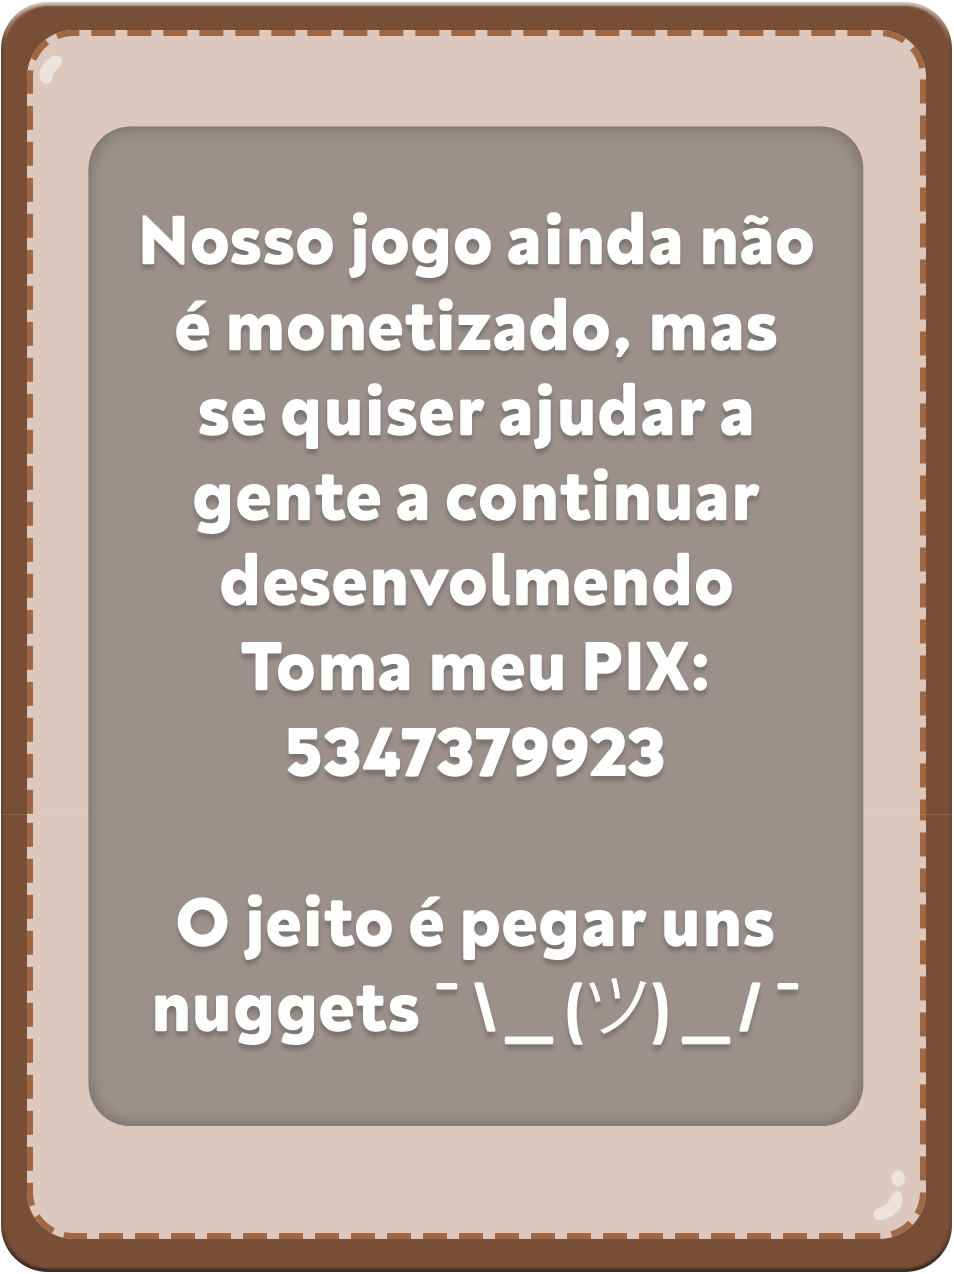 Nosso jogo ainda não
é monetizado, mas
se quiser ajudar a
gente a continuar
desenvolmendo
Toma meu PIX:
5347379923
O jeito é pegar uns
nuggets ¯\_(ツ)_/¯